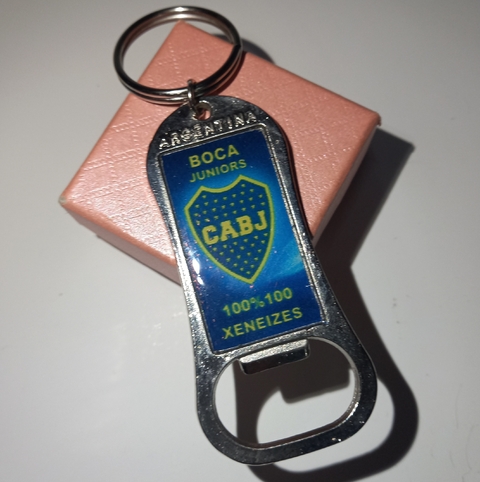 ARGENTINA
BOCA
JUNIORS
CABJ
100%100
XENEIZES